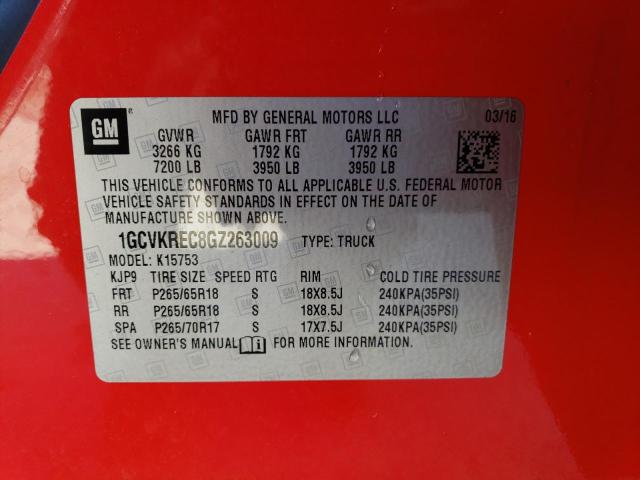 GM
MFD BY GENERAL MOTORS LLC 03/16
GVWR GAWR FRT GAWR RR
3266 KG 1792 KG 1792 KG
7200 LB 3950 LB 3950 LB
THIS VEHICLE CONFORMS TO ALL APPLICABLE U.S. FEDERAL MOTOR
VEHICLE SAFETY STANDARDS IN EFFECT ON THE DATE OF
MANUFACTURE SHOWN ABOVE.
1GCVKREC8GZ263009 TYPE: TRUCK
MODEL: K15753
KJP9 TIRE SIZE SPEED RTG RIM COLD TIRE PRESSURE
FRT P265/65R18 S 18X8.5J 240KPA(35PSI)
RR P265/65R18 S 18X8.5J 240KPA(35PSI)
SPA P265/70R17 S 17X7.5J 240KPA(35PSI)
SEE OWNER'S MANUAL FOR MORE INFORMATION.